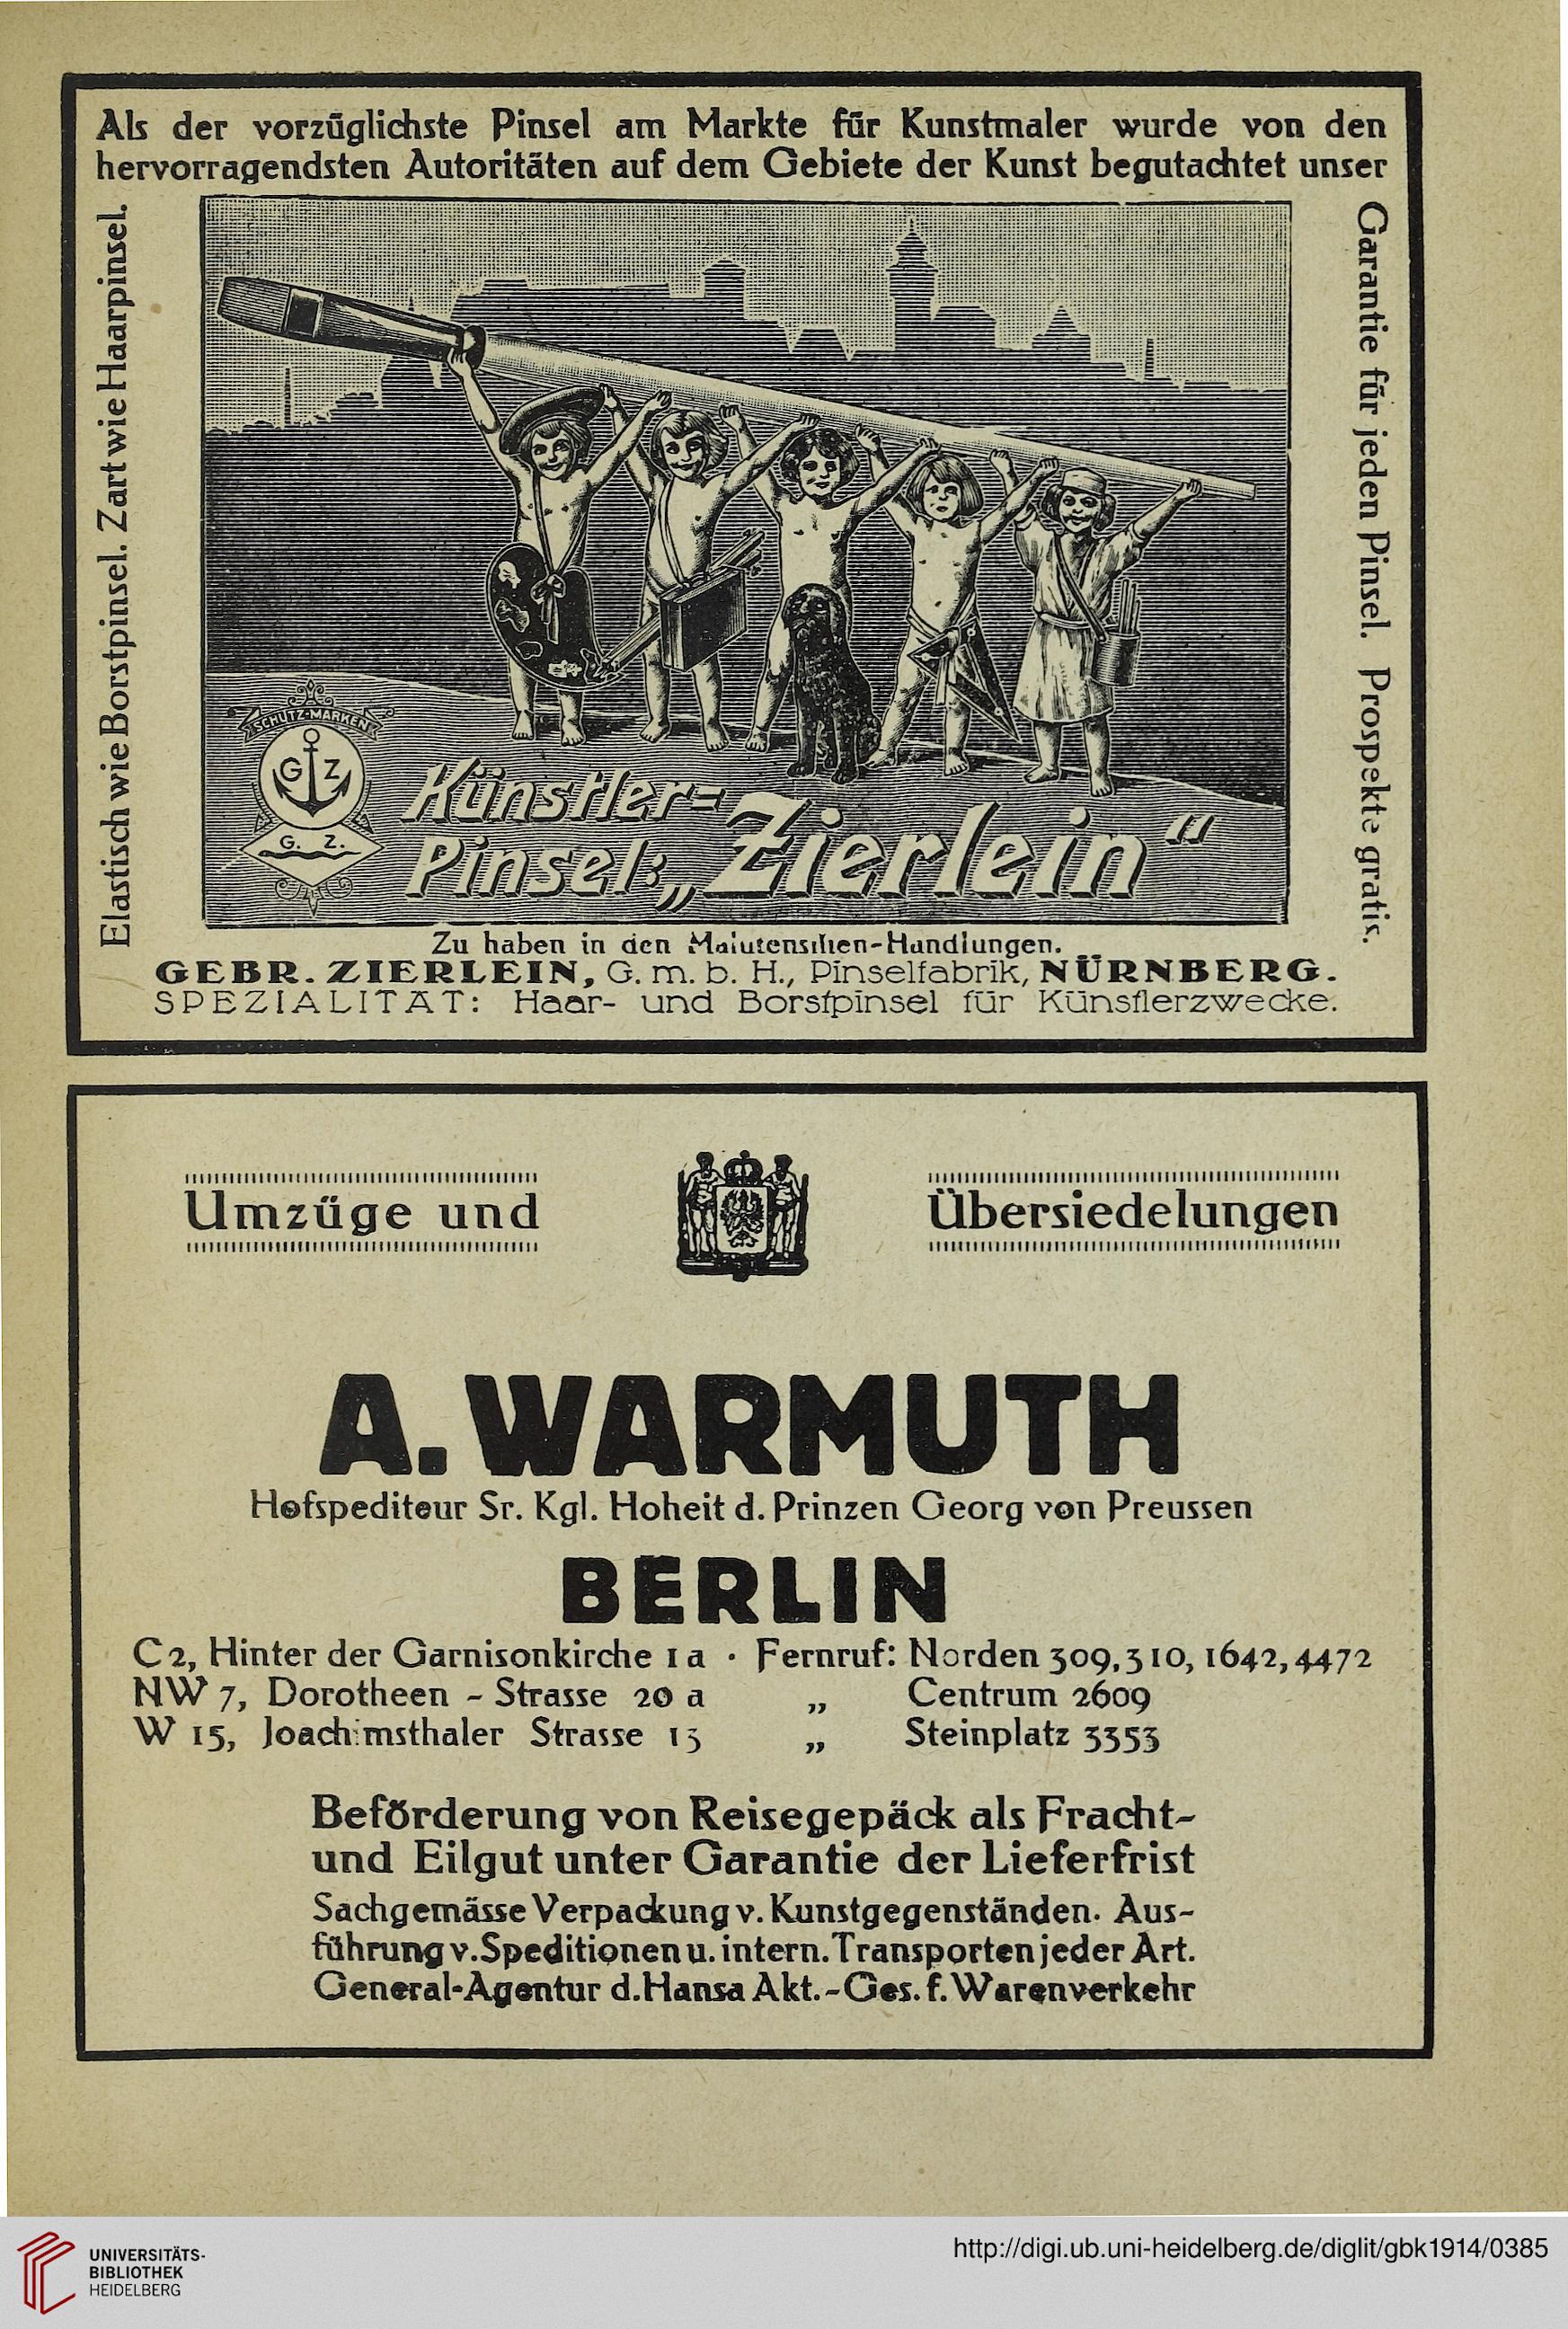 Als der vorzüglichste Pinsel am Markte für Kunstmaler wurde von den
hervorragendsten Autoritäten auf dem Gebiete der Kunst begutachtet unser
Elastisch wie Borstpinsel. Zart wie Haarpinsel.
Garantie für jeden Pinsel. Prospekte gratis.
SCHUTZ-MARKEN
G Z
G. Z.
Künstler-
Pinsel: „Zierlein“
Zu haben in den Malutensilien-Handlungen.
GEBR. ZIERLEIN, G. m. b. H., Pinselfabrik, NÜRNBERG.
SPEZIALITÄT: Haar- und Borstpinsel für Künstlerzwecke.
Umzüge und Übersiedelungen
A. WARMUTH
Hofspediteur Sr. Kgl. Hoheit d. Prinzen Georg von Preussen
BERLIN
C 2, Hinter der Garnisonkirche 1 a · Fernruf: Norden 309, 310, 1642, 4472
NW 7, Dorotheen - Strasse 20 a „ Centrum 2609
W 15, Joachimsthaler Strasse 13 „ Steinplatz 3353
Beförderung von Reisegepäck als Fracht-
und Eilgut unter Garantie der Lieferfrist
Sachgemässe Verpackung v. Kunstgegenständen. Aus-
führung v. Speditionen u. intern. Transporten jeder Art.
General-Agentur d. Hansa Akt.-Ges. f. Warenverkehr
UNIVERSITÄTS-
BIBLIOTHEK
HEIDELBERG
http://digi.ub.uni-heidelberg.de/diglit/gbk1914/0385